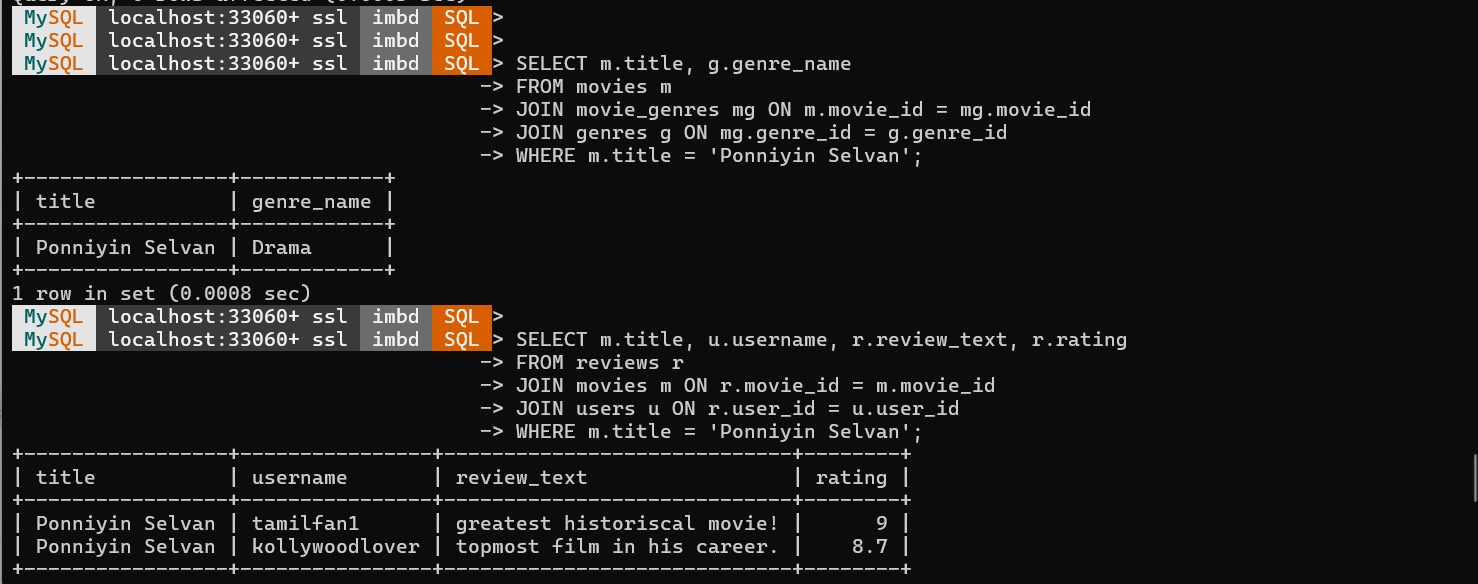 MySQL localhost:33060+ ssl imbd SQL >
MySQL localhost:33060+ ssl imbd SQL >
MySQL localhost:33060+ ssl imbd SQL > SELECT m.title, g.genre_name
-> FROM movies m
-> JOIN movie_genres mg ON m.movie_id = mg.movie_id
-> JOIN genres g ON mg.genre_id = g.genre_id
-> WHERE m.title = 'Ponniyin Selvan';
+-----------------+------------+
| title           | genre_name |
+-----------------+------------+
| Ponniyin Selvan | Drama      |
+-----------------+------------+
1 row in set (0.0008 sec)
MySQL localhost:33060+ ssl imbd SQL >
MySQL localhost:33060+ ssl imbd SQL > SELECT m.title, u.username, r.review_text, r.rating
-> FROM reviews r
-> JOIN movies m ON r.movie_id = m.movie_id
-> JOIN users u ON r.user_id = u.user_id
-> WHERE m.title = 'Ponniyin Selvan';
+-----------------+----------------+-----------------------------+--------+
| title           | username       | review_text                 | rating |
+-----------------+----------------+-----------------------------+--------+
| Ponniyin Selvan | tamilfan1      | greatest historiscal movie! |      9 |
| Ponniyin Selvan | kollywoodlover | topmost film in his career. |    8.7 |
+-----------------+----------------+-----------------------------+--------+